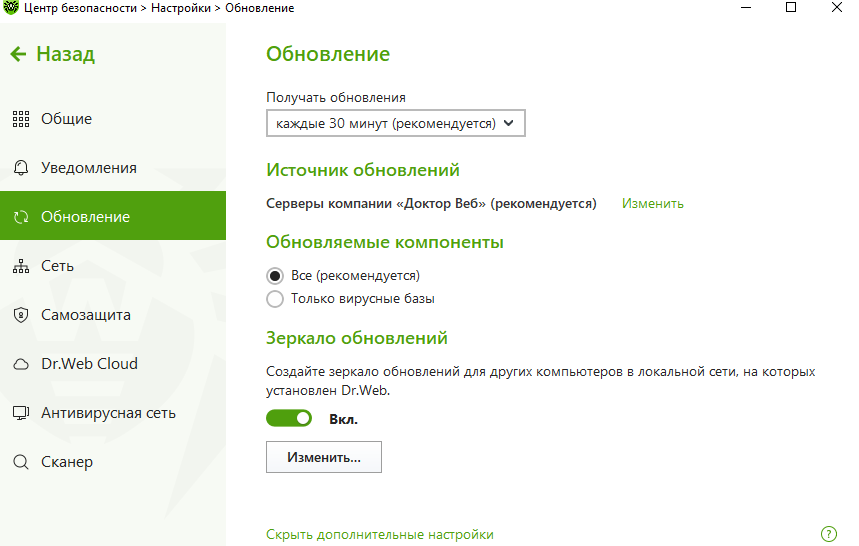 Центр безопасности > Настройки > Обновление
Назад
Общие
Уведомления
Обновление
Сеть
Самозащита
Dr.Web Cloud
Антивирусная сеть
Сканер
Обновление
Получать обновления
каждые 30 минут (рекомендуется)
Источник обновлений
Серверы компании «Доктор Веб» (рекомендуется) Изменить
Обновляемые компоненты
Все (рекомендуется)
Только вирусные базы
Зеркало обновлений
Создайте зеркало обновлений для других компьютеров в локальной сети, на которых
установлен Dr.Web.
Вкл.
Изменить...
Скрыть дополнительные настройки
?